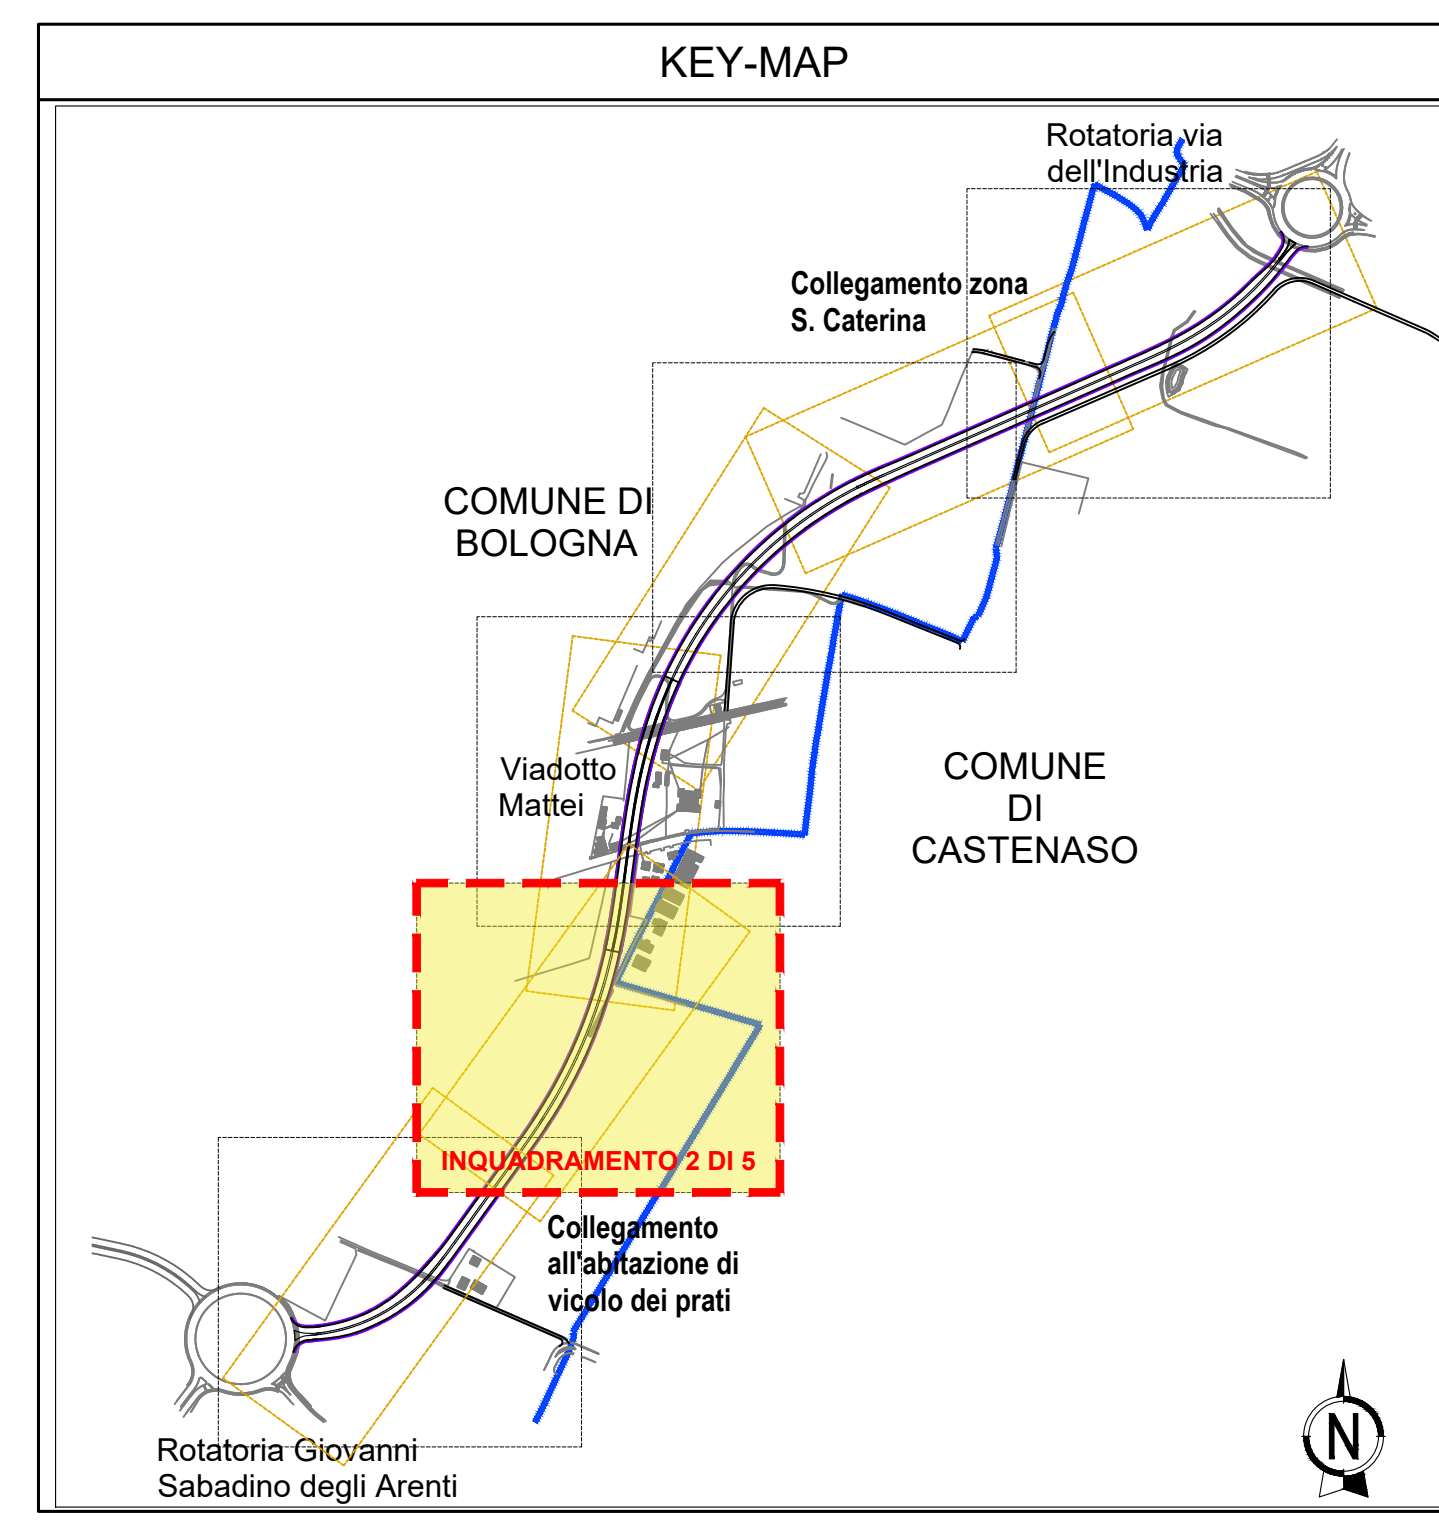 KEY-MAP
Rotatoria via
dell'Industria
Collegamento zona
S. Caterina
COMUNE DI
BOLOGNA
Viadotto
Mattei
COMUNE
DI
CASTENASO
INQUADRAMENTO 2 DI 5
Collegamento
all'abitazione di
vicolo dei prati
Rotatoria Giovanni
Sabadino degli Arenti
N